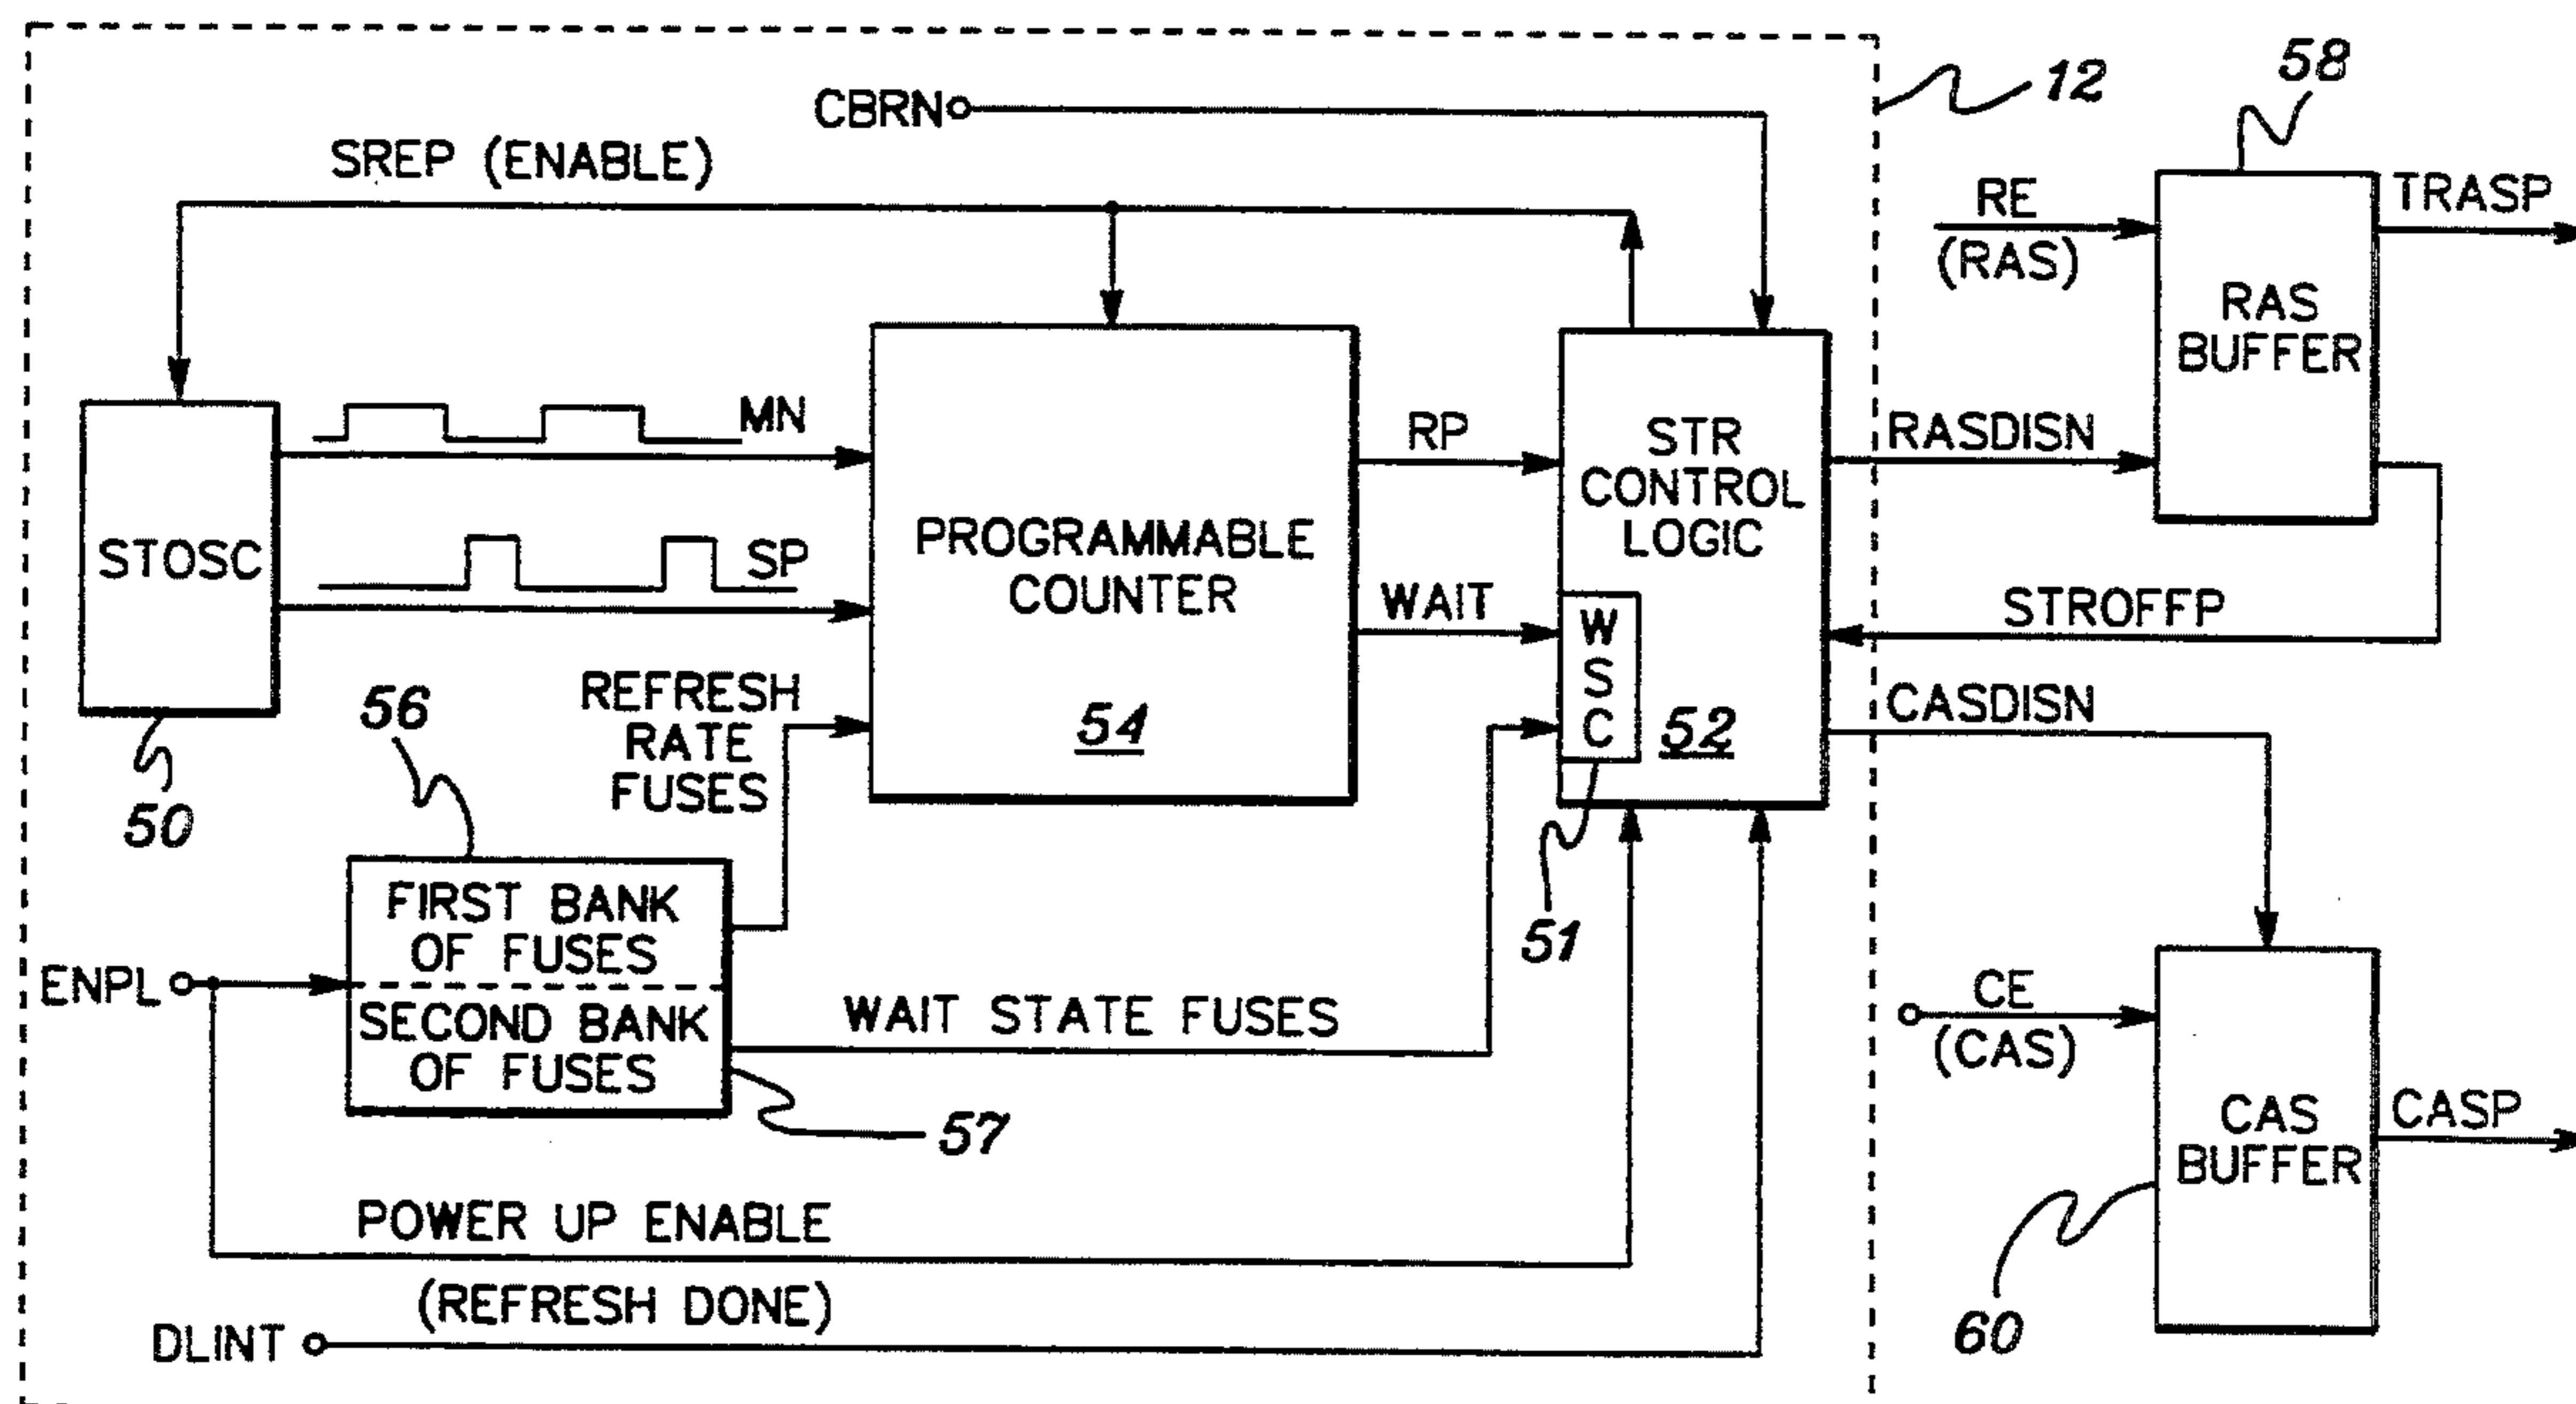 58
12
CBRN
SREP (ENABLE)
RE
(RAS)
TRASP
RAS
BUFFER
MN
SP
STOSC
50
PROGRAMMABLE
COUNTER
54
RP
WAIT
STR
CONTROL
LOGIC
W
S
C
52
51
RASDISN
STROFFP
CASDISN
REFRESH
RATE
FUSES
56
FIRST BANK
OF FUSES
SECOND BANK
OF FUSES
57
ENPL
WAIT STATE FUSES
CE
(CAS)
CAS
BUFFER
CASP
60
POWER UP ENABLE
(REFRESH DONE)
DLINT